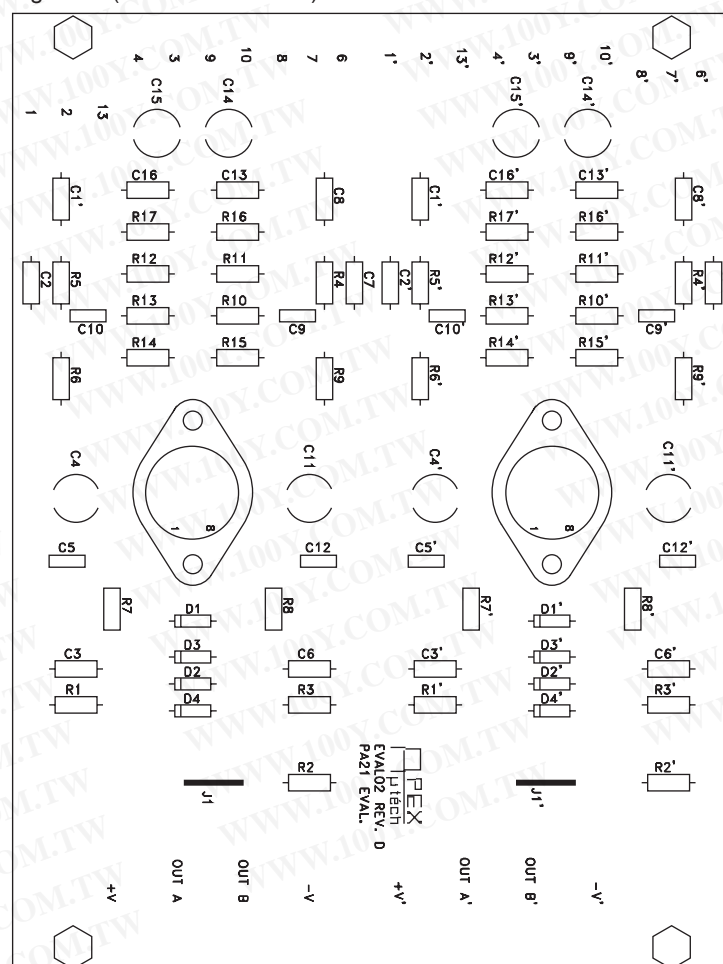 4 3 9 10 8 7 6 1' 2' 13' 4' 3' 9' 10' 8' 7' 6'
1 2 13 C15 C14 C15' C14'
C1' C16 C13 C8 C1' C16' C13' C8'
R17 R16 R17' R16'
C2 R5 R12 R11 R4 C7 C2' R5' R12' R11' R4'
C10 R13 R10 C9 C10' R13' R10' C9'
R6 R14 R15 R9 R6' R14' R15' R9'
C4 C11 C4' C11'
1 8 1 8
C5 C12 C5' C12'
R7 D1 R8 R7' D1' R8'
C3 D3 C6 C3' D3' C6'
D2 D2'
R1 D4 R3 R1' D4' R3'
J1 R2 J1' R2'
PEX
µtech
EVAL02 REV. D
PA21 EVAL.
+V OUT A OUT B -V +V' OUT A' OUT B' -V'
WWW.100Y.COM.TW